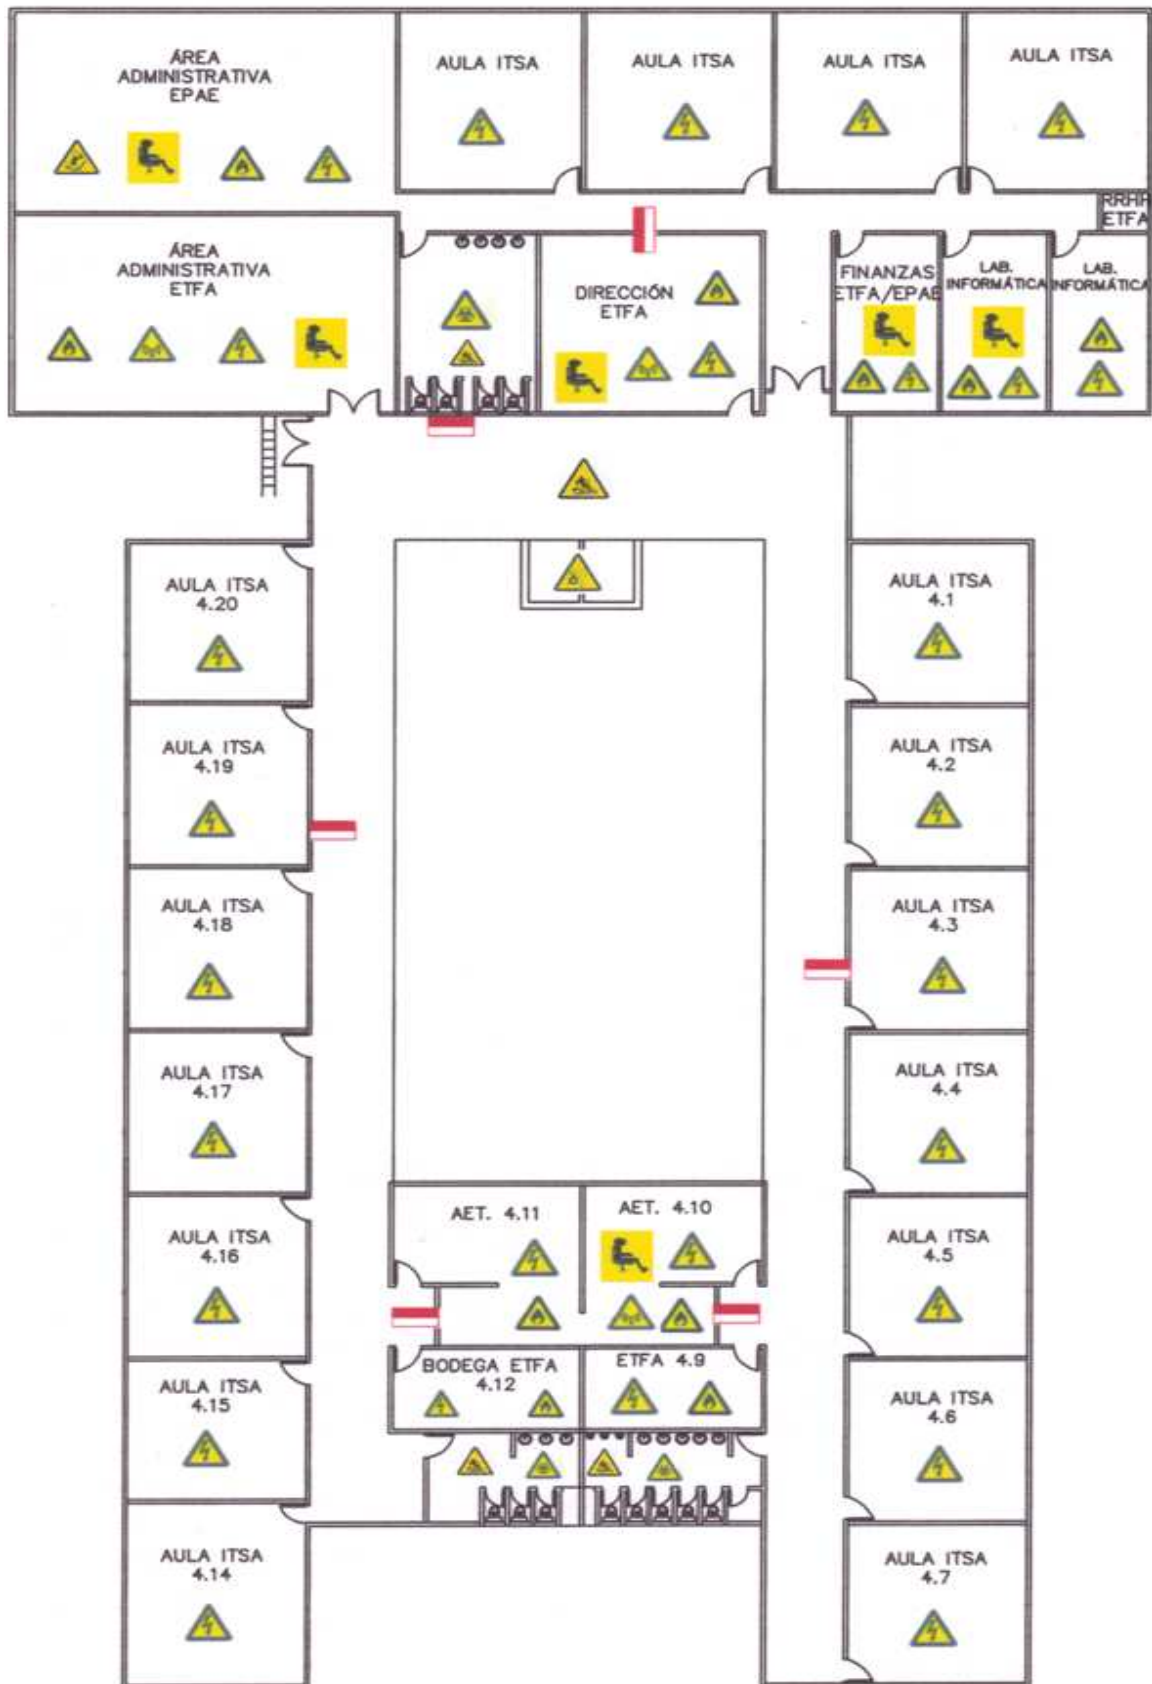 ÁREA
ADMINISTRATIVA
EPAE
AULA ITSA
AULA ITSA
AULA ITSA
AULA ITSA
RRHH
ETFA
ÁREA
ADMINISTRATIVA
ETFA
DIRECCIÓN
ETFA
FINANZAS
ETFA/EPAE
LAB.
INFORMÁTICA
LAB.
INFORMÁTICA
AULA ITSA
4.20
AULA ITSA
4.1
AULA ITSA
4.19
AULA ITSA
4.2
AULA ITSA
4.18
AULA ITSA
4.3
AULA ITSA
4.17
AULA ITSA
4.4
AULA ITSA
4.16
AET. 4.11
AET. 4.10
AULA ITSA
4.5
AULA ITSA
4.15
BODEGA ETFA
4.12
ETFA 4.9
AULA ITSA
4.6
AULA ITSA
4.14
AULA ITSA
4.7